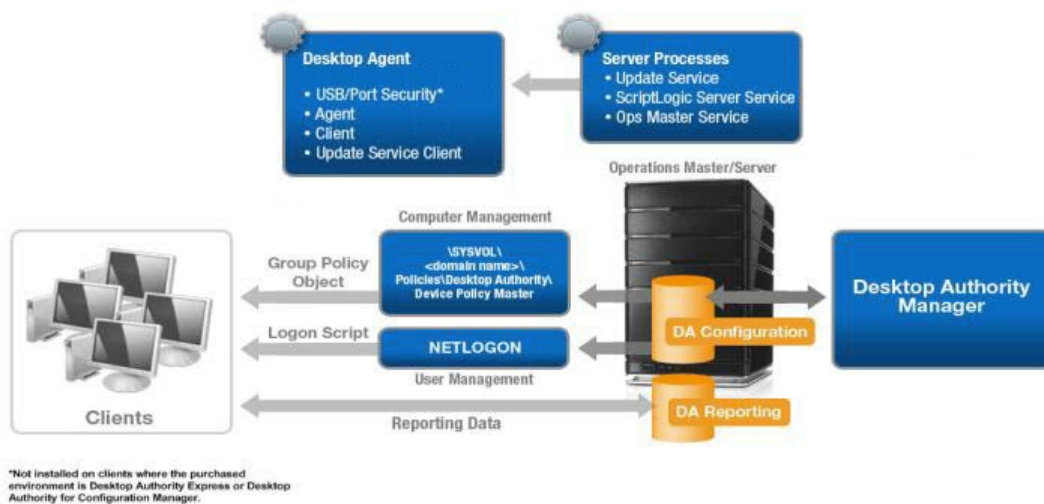 Desktop Agent
• USB/Port Security*
• Agent
• Client
• Update Service Client
Server Processes
• Update Service
• ScriptLogic Server Service
• Ops Master Service
Operations Master/Server
Computer Management
\SYSVOL\
<domain name>\
Policies\Desktop Authority\
Device Policy Master
Group Policy
Object
Logon Script
NETLOGON
User Management
DA Configuration
Desktop Authority
Manager
Clients
Reporting Data
DA Reporting
*Not installed on clients where the purchased
environment is Desktop Authority Express or Desktop
Authority for Configuration Manager.